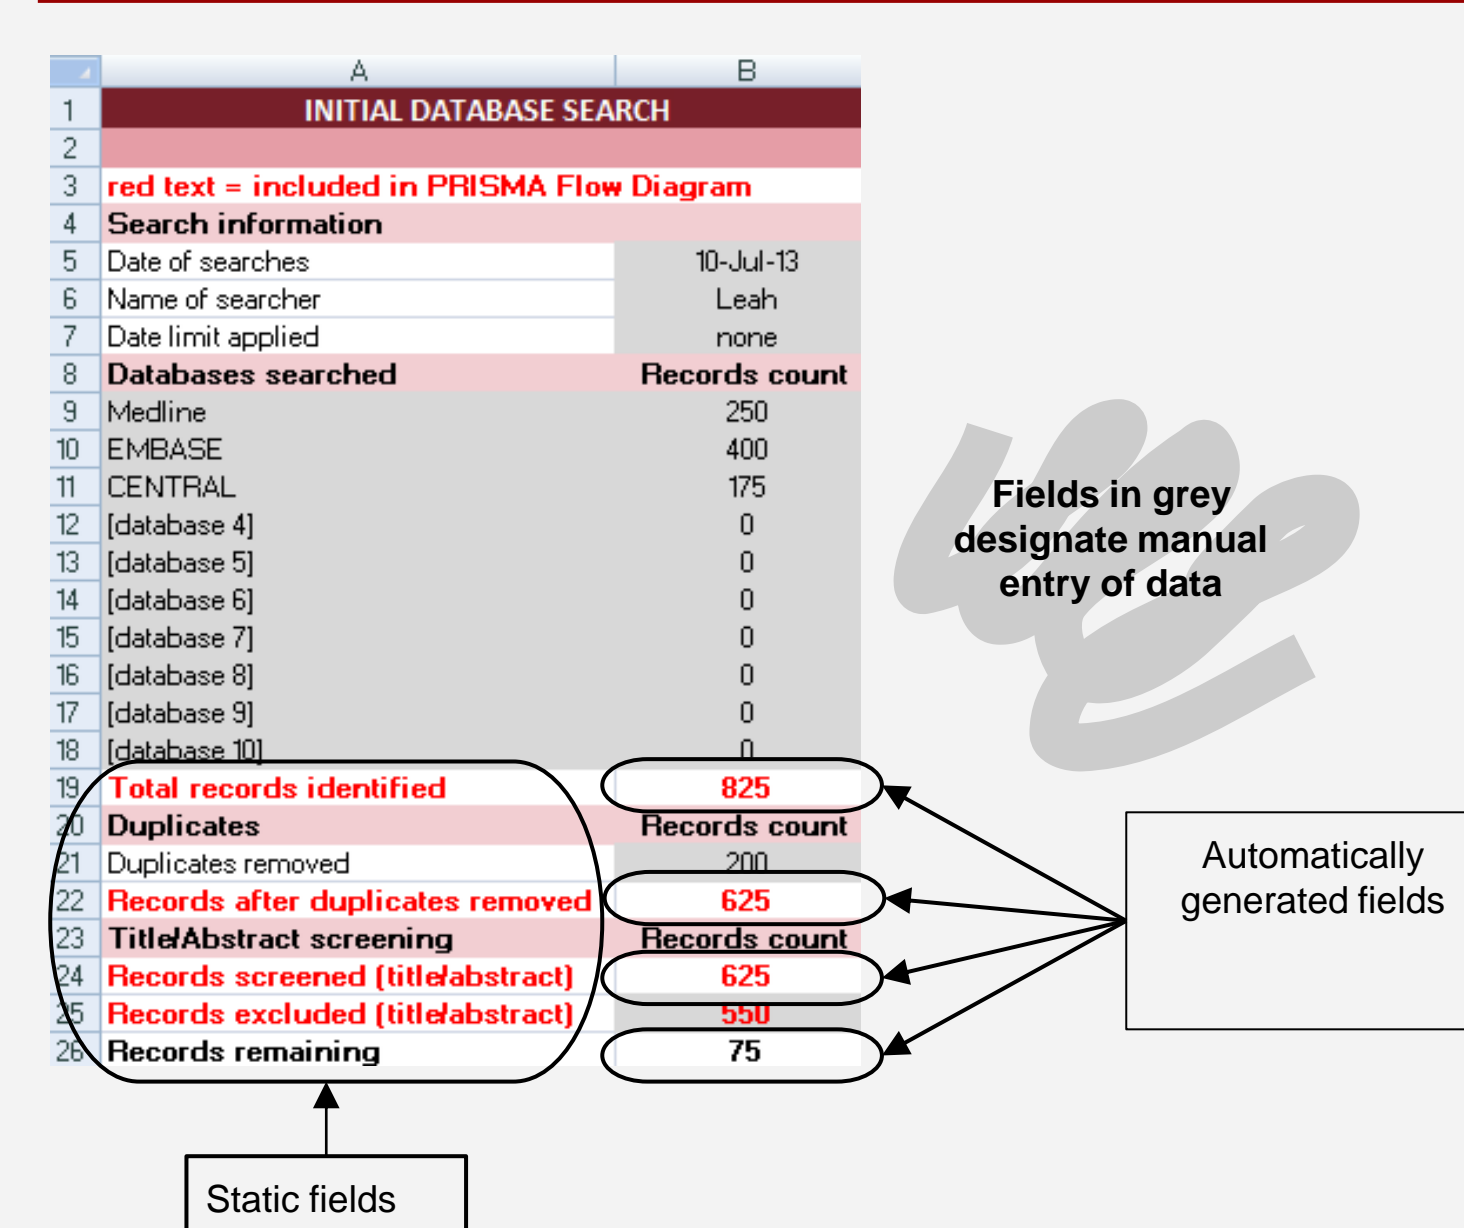 A B
1 INITIAL DATABASE SEARCH
2
3 red text = included in PRISMA Flow Diagram
4 Search information
5 Date of searches 10-Jul-13
6 Name of searcher Leah
7 Date limit applied none
8 Databases searched Records count
9 Medline 250
10 EMBASE 400
11 CENTRAL 175
12 [database 4] 0
13 [database 5] 0
14 [database 6] 0
15 [database 7] 0
16 [database 8] 0
17 [database 9] 0
18 [database 10] 0
19 Total records identified 825
20 Duplicates Records count
21 Duplicates removed 200
22 Records after duplicates removed 625
23 Title/Abstract screening Records count
24 Records screened (title/abstract) 625
25 Records excluded (title/abstract) 550
26 Records remaining 75
Fields in grey
designate manual
entry of data
Automatically
generated fields
Static fields